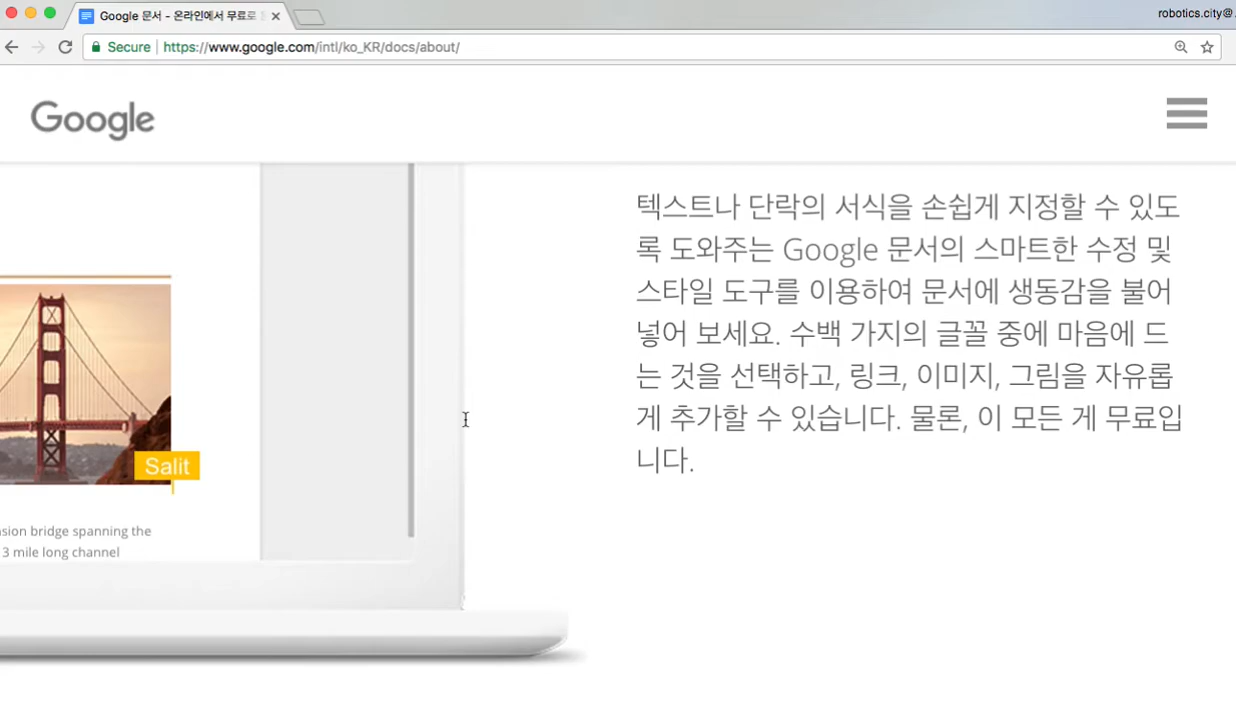 Google 문서 - 온라인에서 무료로
robotics.city@
Secure
https://www.google.com/intl/ko_KR/docs/about/
Google
텍스트나 단락의 서식을 손쉽게 지정할 수 있도
록 도와주는 Google 문서의 스마트한 수정 및
스타일 도구를 이용하여 문서에 생동감을 불어
넣어 보세요. 수백 가지의 글꼴 중에 마음에 드
는 것을 선택하고, 링크, 이미지, 그림을 자유롭
게 추가할 수 있습니다. 물론, 이 모든 게 무료입
니다.
Salit
bridge spanning the
3 mile long channel